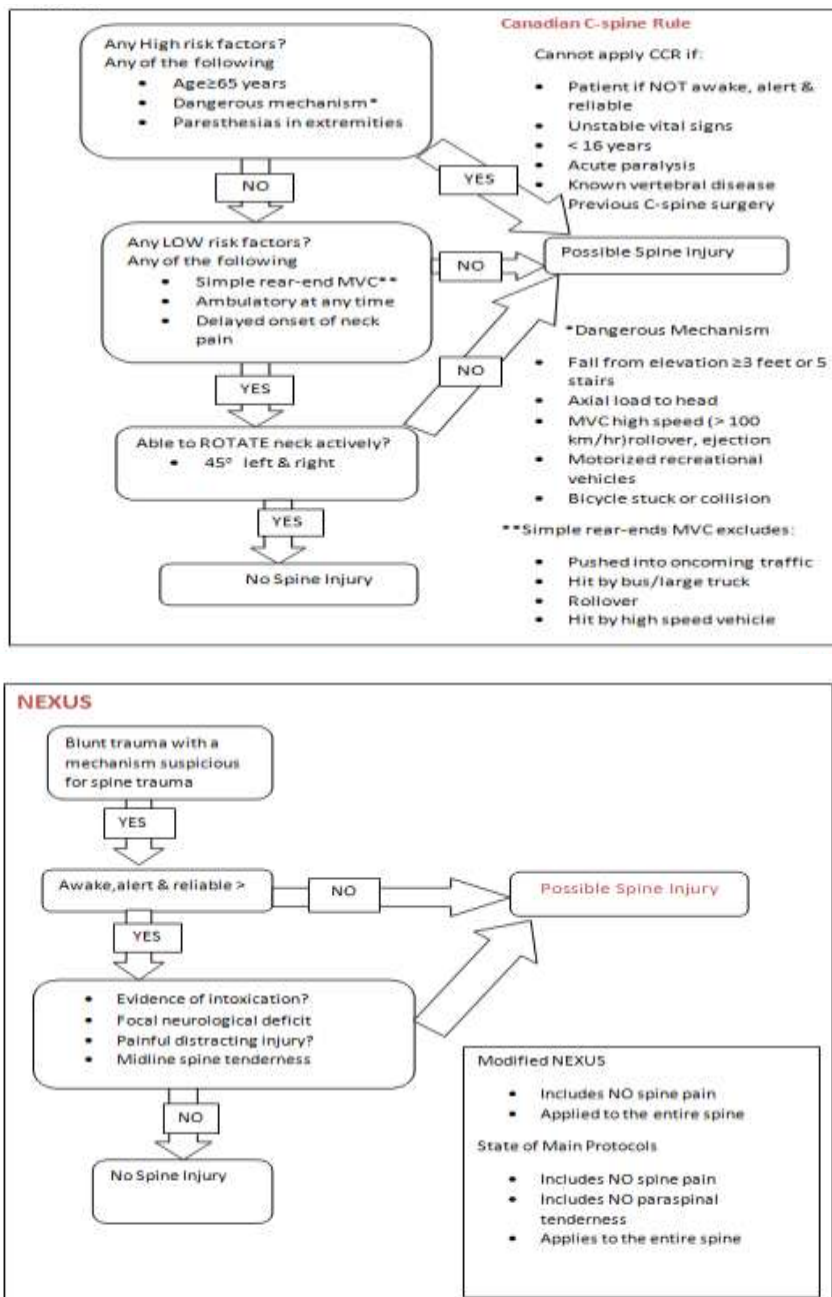 Canadian C-spine Rule
Any High risk factors?
Any of the following
• Age≥65 years
• Dangerous mechanism*
• Paresthesias in extremities
Cannot apply CCR if:
• Patient if NOT awake, alert &
reliable
• Unstable vital signs
• < 16 years
• Acute paralysis
• Known vertebral disease
Previous C-spine surgery
YES
NO
Any LOW risk factors?
Any of the following
• Simple rear-end MVC**
• Ambulatory at any time
• Delayed onset of neck
pain
NO
Possible Spine Injury
YES
NO
Able to ROTATE neck actively?
• 45° left & right
YES
No Spine Injury
*Dangerous Mechanism
• Fall from elevation ≥3 feet or 5
stairs
• Axial load to head
• MVC high speed (> 100
km/hr)rollover, ejection
• Motorized recreational
vehicles
• Bicycle stuck or collision
**Simple rear-ends MVC excludes:
• Pushed into oncoming traffic
• Hit by bus/large truck
• Rollover
• Hit by high speed vehicle
NEXUS
Blunt trauma with a
mechanism suspicious
for spine trauma
YES
Awake,alert & reliable >
NO
Possible Spine Injury
YES
• Evidence of intoxication?
• Focal neurological deficit
• Painful distracting injury?
• Midline spine tenderness
NO
No Spine Injury
Modified NEXUS
• Includes NO spine pain
• Applied to the entire spine
State of Main Protocols
• Includes NO spine pain
• Includes NO paraspinal
tenderness
• Applies to the entire spine